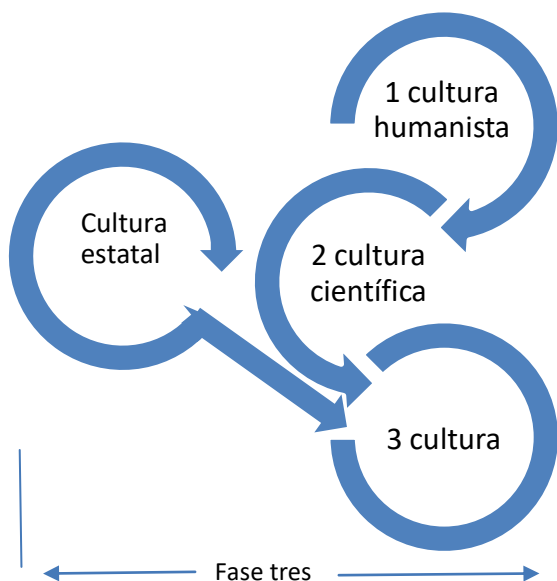 1 cultura
humanista
Cultura
estatal
2 cultura
científica
3 cultura
Fase tres